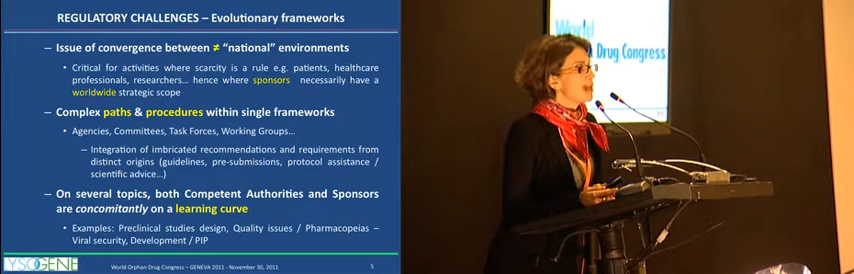 REGULATORY CHALLENGES – Evolutionary frameworks
– Issue of convergence between ≠ “national” environments
• Critical for activities where scarcity is a rule e.g. patients, healthcare
professionals, researchers... hence where sponsors necessarily have a
worldwide strategic scope
– Complex paths & procedures within single frameworks
• Agencies, Committees, Task Forces, Working Groups...
– Integration of imbricated recommendations and requirements from
distinct origins (guidelines, pre-submissions, protocol assistance /
scientific advice...)
– On several topics, both Competent Authorities and Sponsors
are concomitantly on a learning curve
• Examples: Preclinical studies design, Quality issues / Pharmacopeias –
Viral security, Development / PIP
LYSOGENE
World Orphan Drug Congress – GENEVA 2011 - November 30, 2011
5
World
Drug Congress